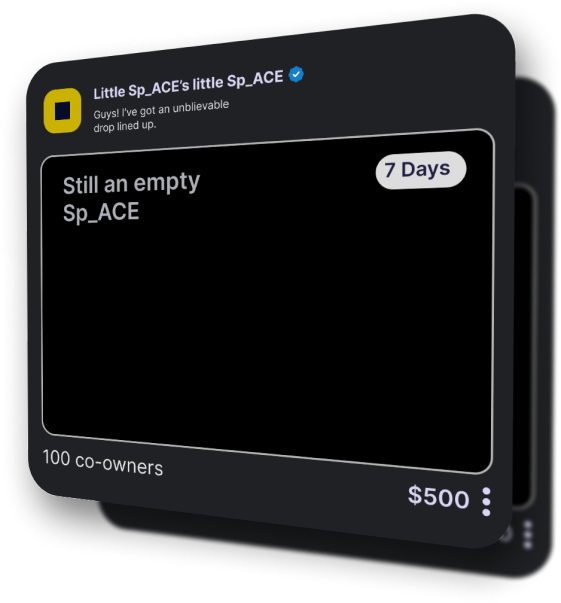 Little Sp_ACE's little Sp_ACE
Guys! I've got an unblievable
drop lined up.
Still an empty
Sp_ACE
7 Days
100 co-owners
$500